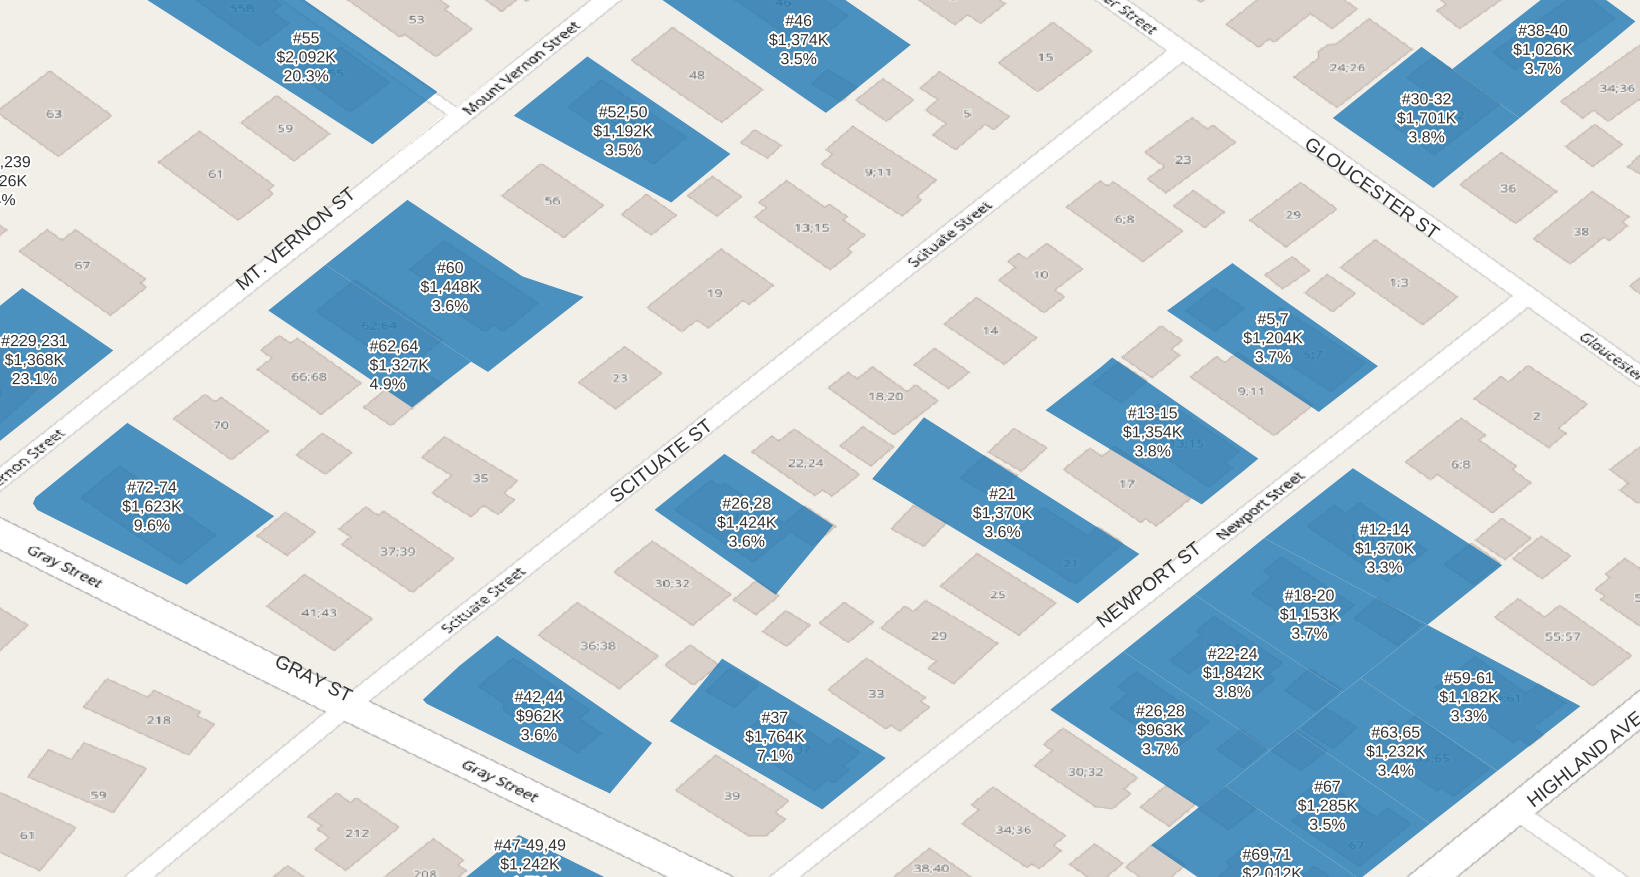 #55
$2,092K
20.3%
53
Mount Vernon Street
#46
$1,374K
3.5%
48
15
#38-40
$1,026K
3.7%
24;26
34;36
#30-32
$1,701K
3.8%
63
59
61
#52,50
$1,192K
3.5%
5
9;11
23
GLOUCESTER ST
36
38
,239
26K
56
13;15
6;8
29
MT. VERNON ST
Scituate Street
67
#60
$1,448K
3.6%
19
10
1;3
62,64
#62,64
$1,327K
4.9%
14
#5,7
$1,204K
3.7%
5;7
#229,231
$1,368K
23.1%
66;68
23
18,20
9,11
2
70
#13-15
$1,354K
3.8%
SCITUATE ST
22,24
17
6;8
35
#72-74
$1,623K
9.6%
#26,28
$1,424K
3.6%
#21
$1,370K
3.6%
21
Newport Street
#12-14
$1,370K
3.3%
Gray Street
37;39
30;32
25
NEWPORT ST
41;43
Scituate Street
36;38
29
#18-20
$1,153K
3.7%
55;57
GRAY ST
#42,44
$962K
3.6%
33
#22-24
$1,842K
3.8%
#59-61
$1,182K
3.3%
61
218
#37
$1,764K
7.1%
#26,28
$963K
3.7%
#63,65
$1,232K
3.4%
HIGHLAND AVE
59
Gray Street
39
30;32
#67
$1,285K
3.5%
67
61
212
34;36
208
#47-49,49
$1,242K
38;40
#69,71
$2,012K